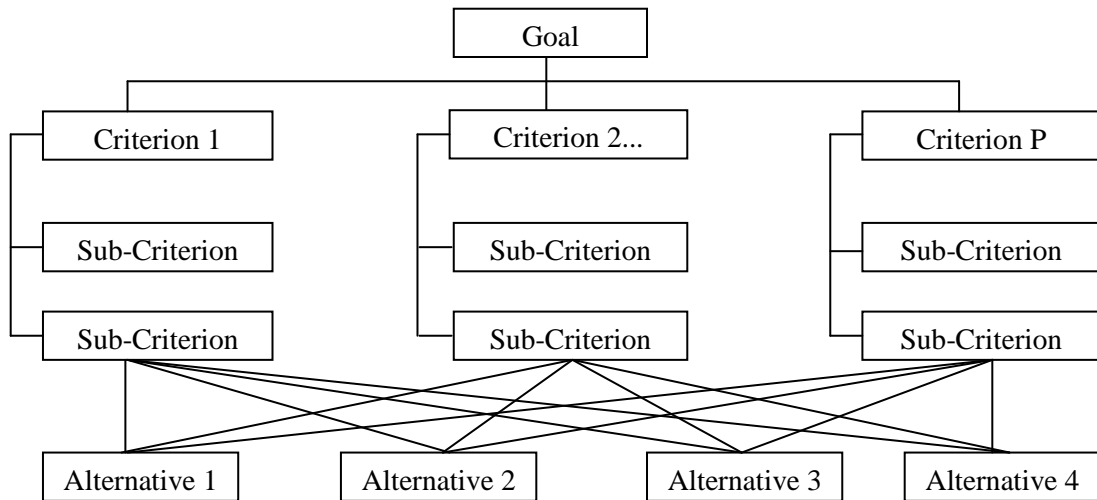 Goal
Criterion 1
Criterion 2...
Criterion P
Sub-Criterion
Sub-Criterion
Sub-Criterion
Sub-Criterion
Sub-Criterion
Sub-Criterion
Alternative 1
Alternative 2
Alternative 3
Alternative 4